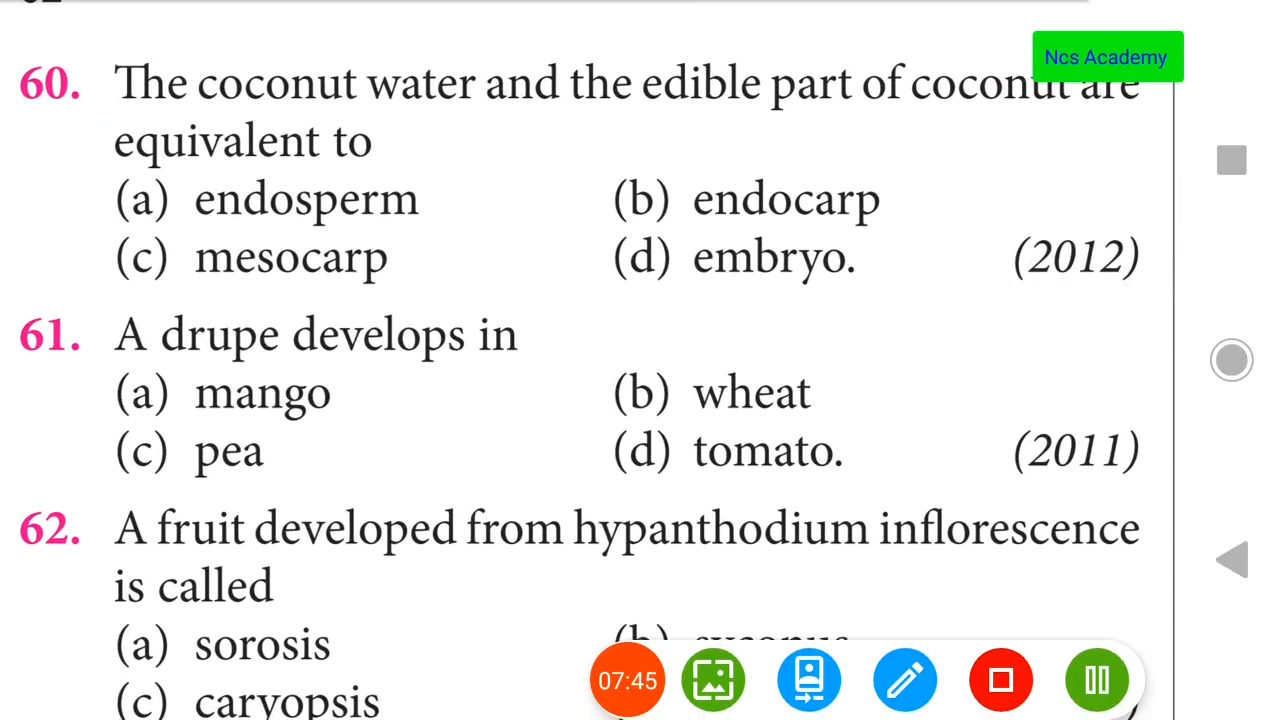 Ncs Academy
60. The coconut water and the edible part of coconut are
equivalent to
(a) endosperm (b) endocarp
(c) mesocarp (d) embryo. (2012)
61. A drupe develops in
(a) mango (b) wheat
(c) pea (d) tomato. (2011)
62. A fruit developed from hypanthodium inflorescence
is called
(a) sorosis (b) syconus
(c) caryopsis
07:45